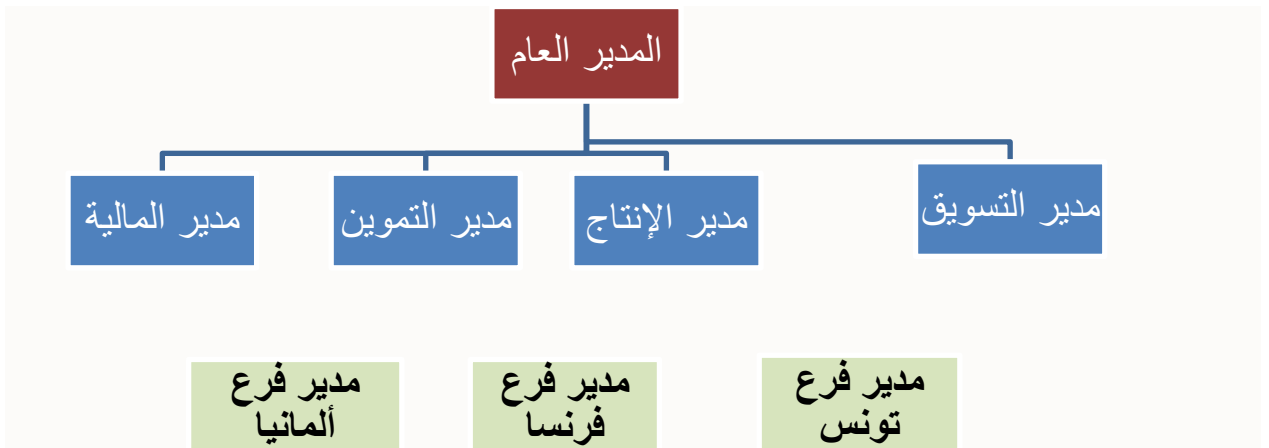 المدير العام
مدير التسويق
مدير الإنتاج
مدير التموين
مدير المالية
مدير فرع
تونس
مدير فرع
فرنسا
مدير فرع
ألمانيا